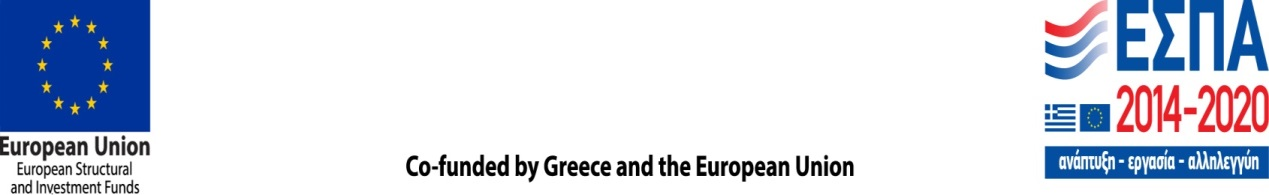 European Union
European Structural
and Investment Funds
Co-funded by Greece and the European Union
ΕΣΠΑ
2014-2020
ανάπτυξη - εργασία - αλληλεγγύη